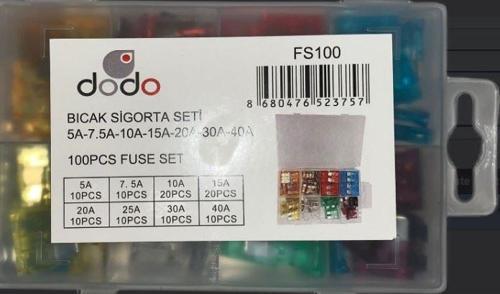 dodo
FS100
8 680476 523757
BIÇAK SİGORTA SETİ
5A-7.5A-10A-15A-20A-30A-40A
100PCS FUSE SET
5A 7.5A 10A 15A
10PCS 10PCS 20PCS 20PCS
20A 25A 30A 40A
10PCS 10PCS 10PCS 10PCS